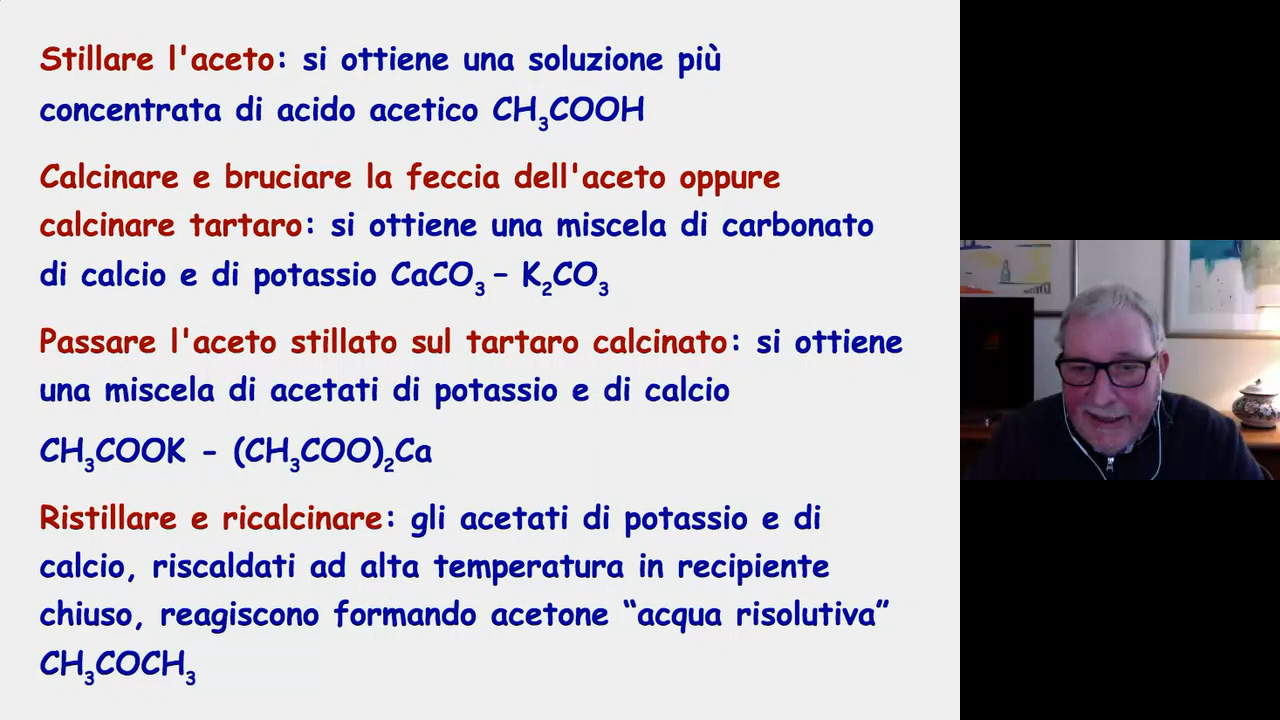 Stillare l'aceto: si ottiene una soluzione più
concentrata di acido acetico CH₃COOH
Calcinare e bruciare la feccia dell'aceto oppure
calcinare tartaro: si ottiene una miscela di carbonato
di calcio e di potassio CaCO₃ – K₂CO₃
Passare l'aceto stillato sul tartaro calcinato: si ottiene
una miscela di acetati di potassio e di calcio
CH₃COOK - (CH₃COO)₂Ca
Ristillare e ricalcinare: gli acetati di potassio e di
calcio, riscaldati ad alta temperatura in recipiente
chiuso, reagiscono formando acetone “acqua risolutiva”
CH₃COCH₃